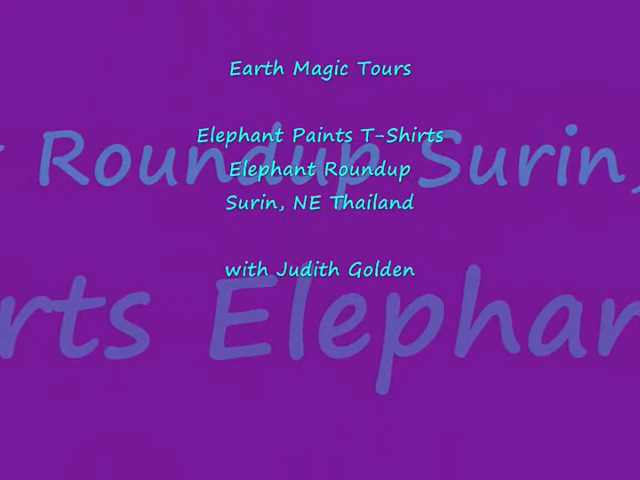 Earth Magic Tours
Elephant Paints T-Shirts
Elephant Roundup
Surin, NE Thailand
with Judith Golden
Roundup Surin,
rts Elephan